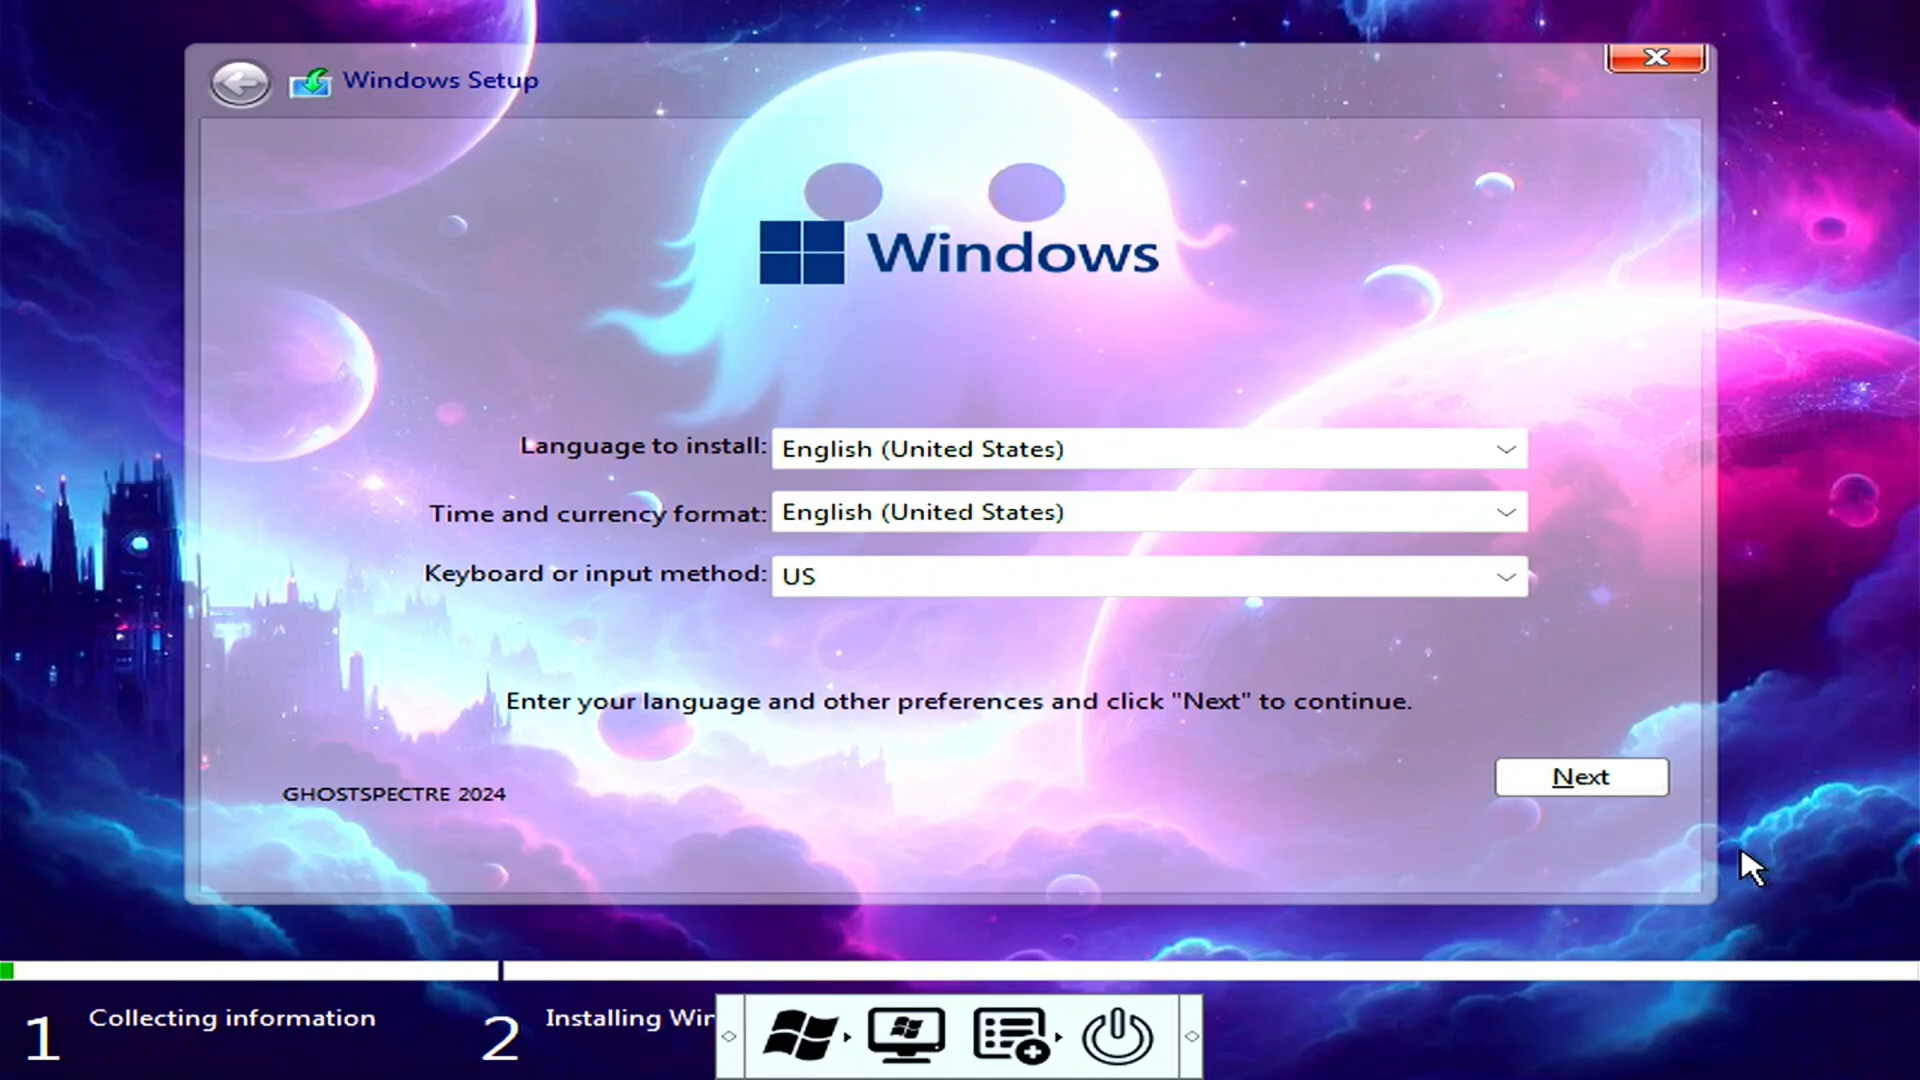 Windows Setup
Windows
Language to install: English (United States)
Time and currency format: English (United States)
Keyboard or input method: US
Enter your language and other preferences and click "Next" to continue.
Next
GHOSTSPECTRE 2024
1 Collecting information
2 Installing Win